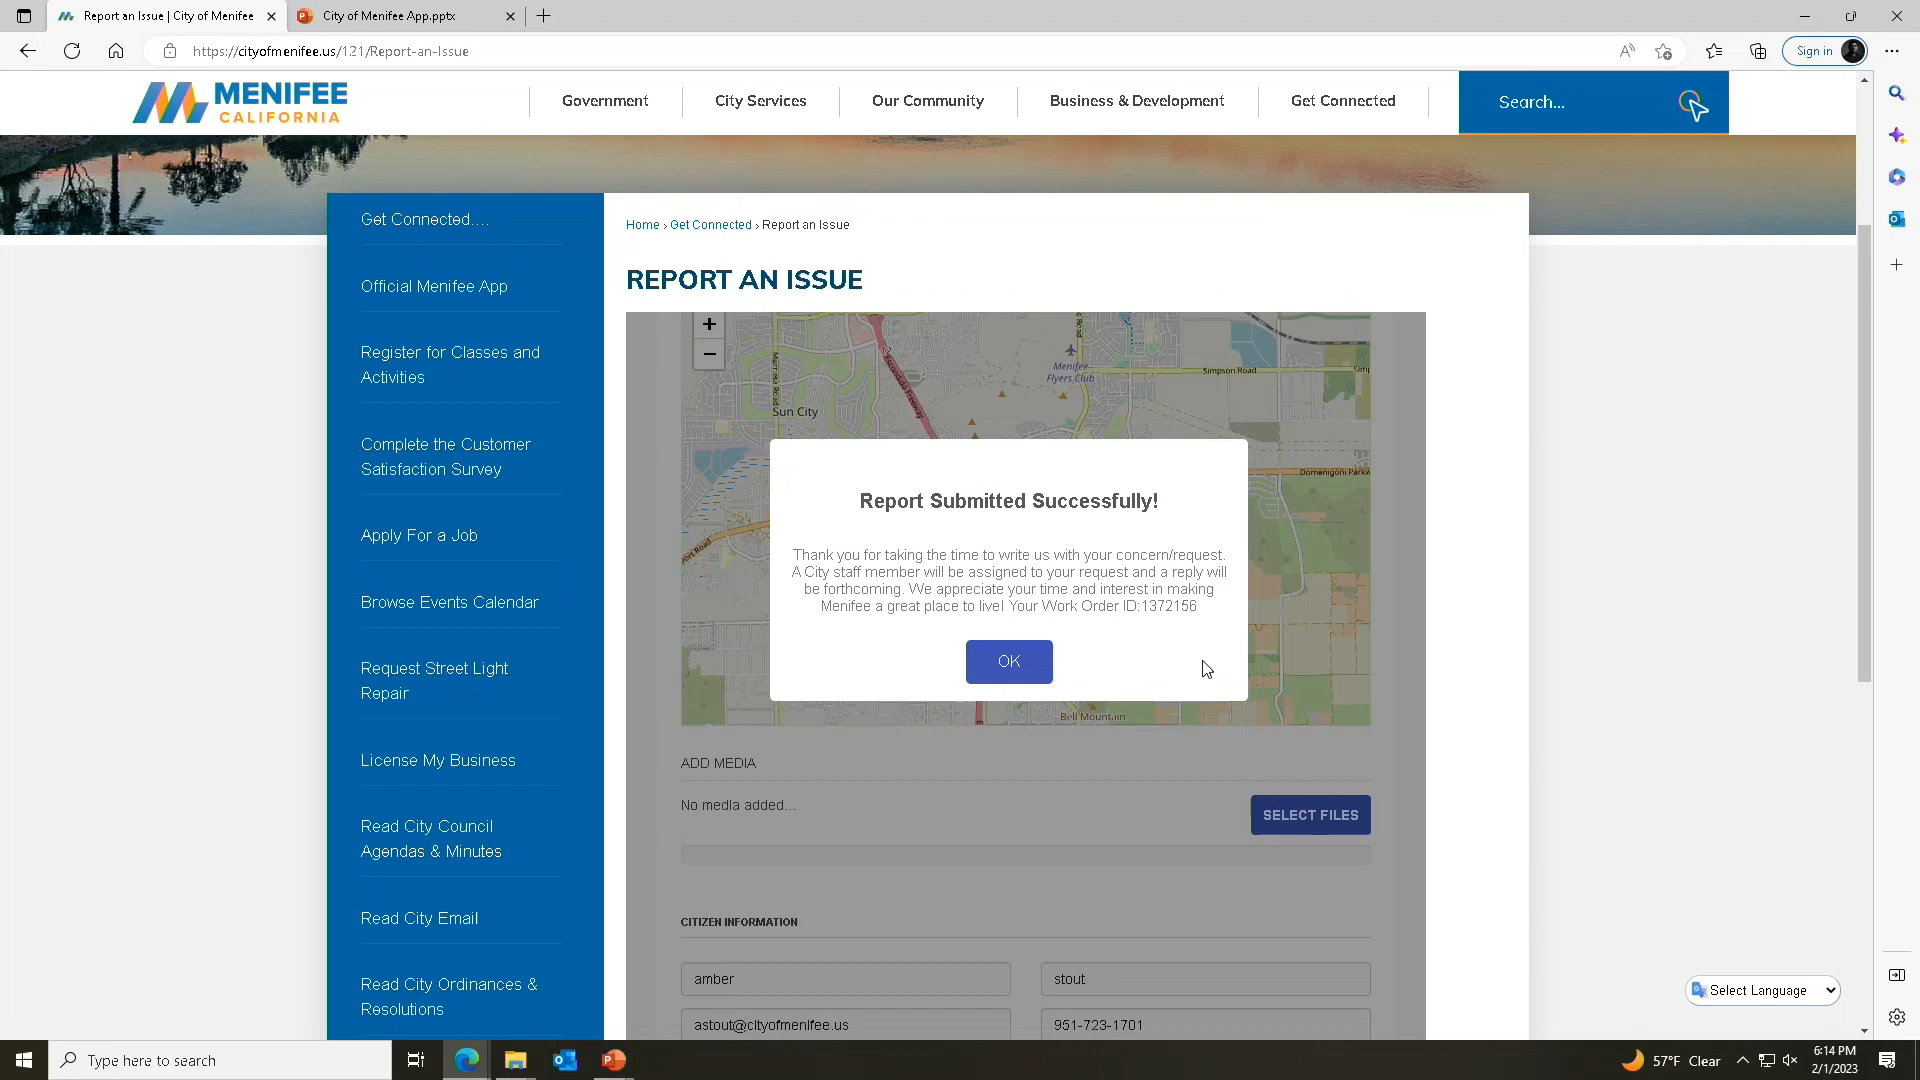 Report an Issue | City of Menifee
City of Menifee App.pptx
https://cityofmenifee.us/121/Report-an-Issue
Sign in
MENIFEE
CALIFORNIA
Government
City Services
Our Community
Business & Development
Get Connected
Search...
Get Connected....
Official Menifee App
Register for Classes and
Activities
Complete the Customer
Satisfaction Survey
Apply For a Job
Browse Events Calendar
Request Street Light
Repair
License My Business
Read City Council
Agendas & Minutes
Read City Email
Read City Ordinances &
Resolutions
Home › Get Connected › Report an Issue
REPORT AN ISSUE
+
−
Menifee
Flyers Club
Simpson Road
Sun City
Domenigoni Parkw
port Road
Bell Mountain
Report Submitted Successfully!
Thank you for taking the time to write us with your concern/request.
A City staff member will be assigned to your request and a reply will
be forthcoming. We appreciate your time and interest in making
Menifee a great place to live! Your Work Order ID:1372156
OK
ADD MEDIA
No media added...
SELECT FILES
CITIZEN INFORMATION
amber
stout
astout@cityofmenifee.us
951-723-1701
Select Language
Type here to search
57°F Clear
6:14 PM
2/1/2023